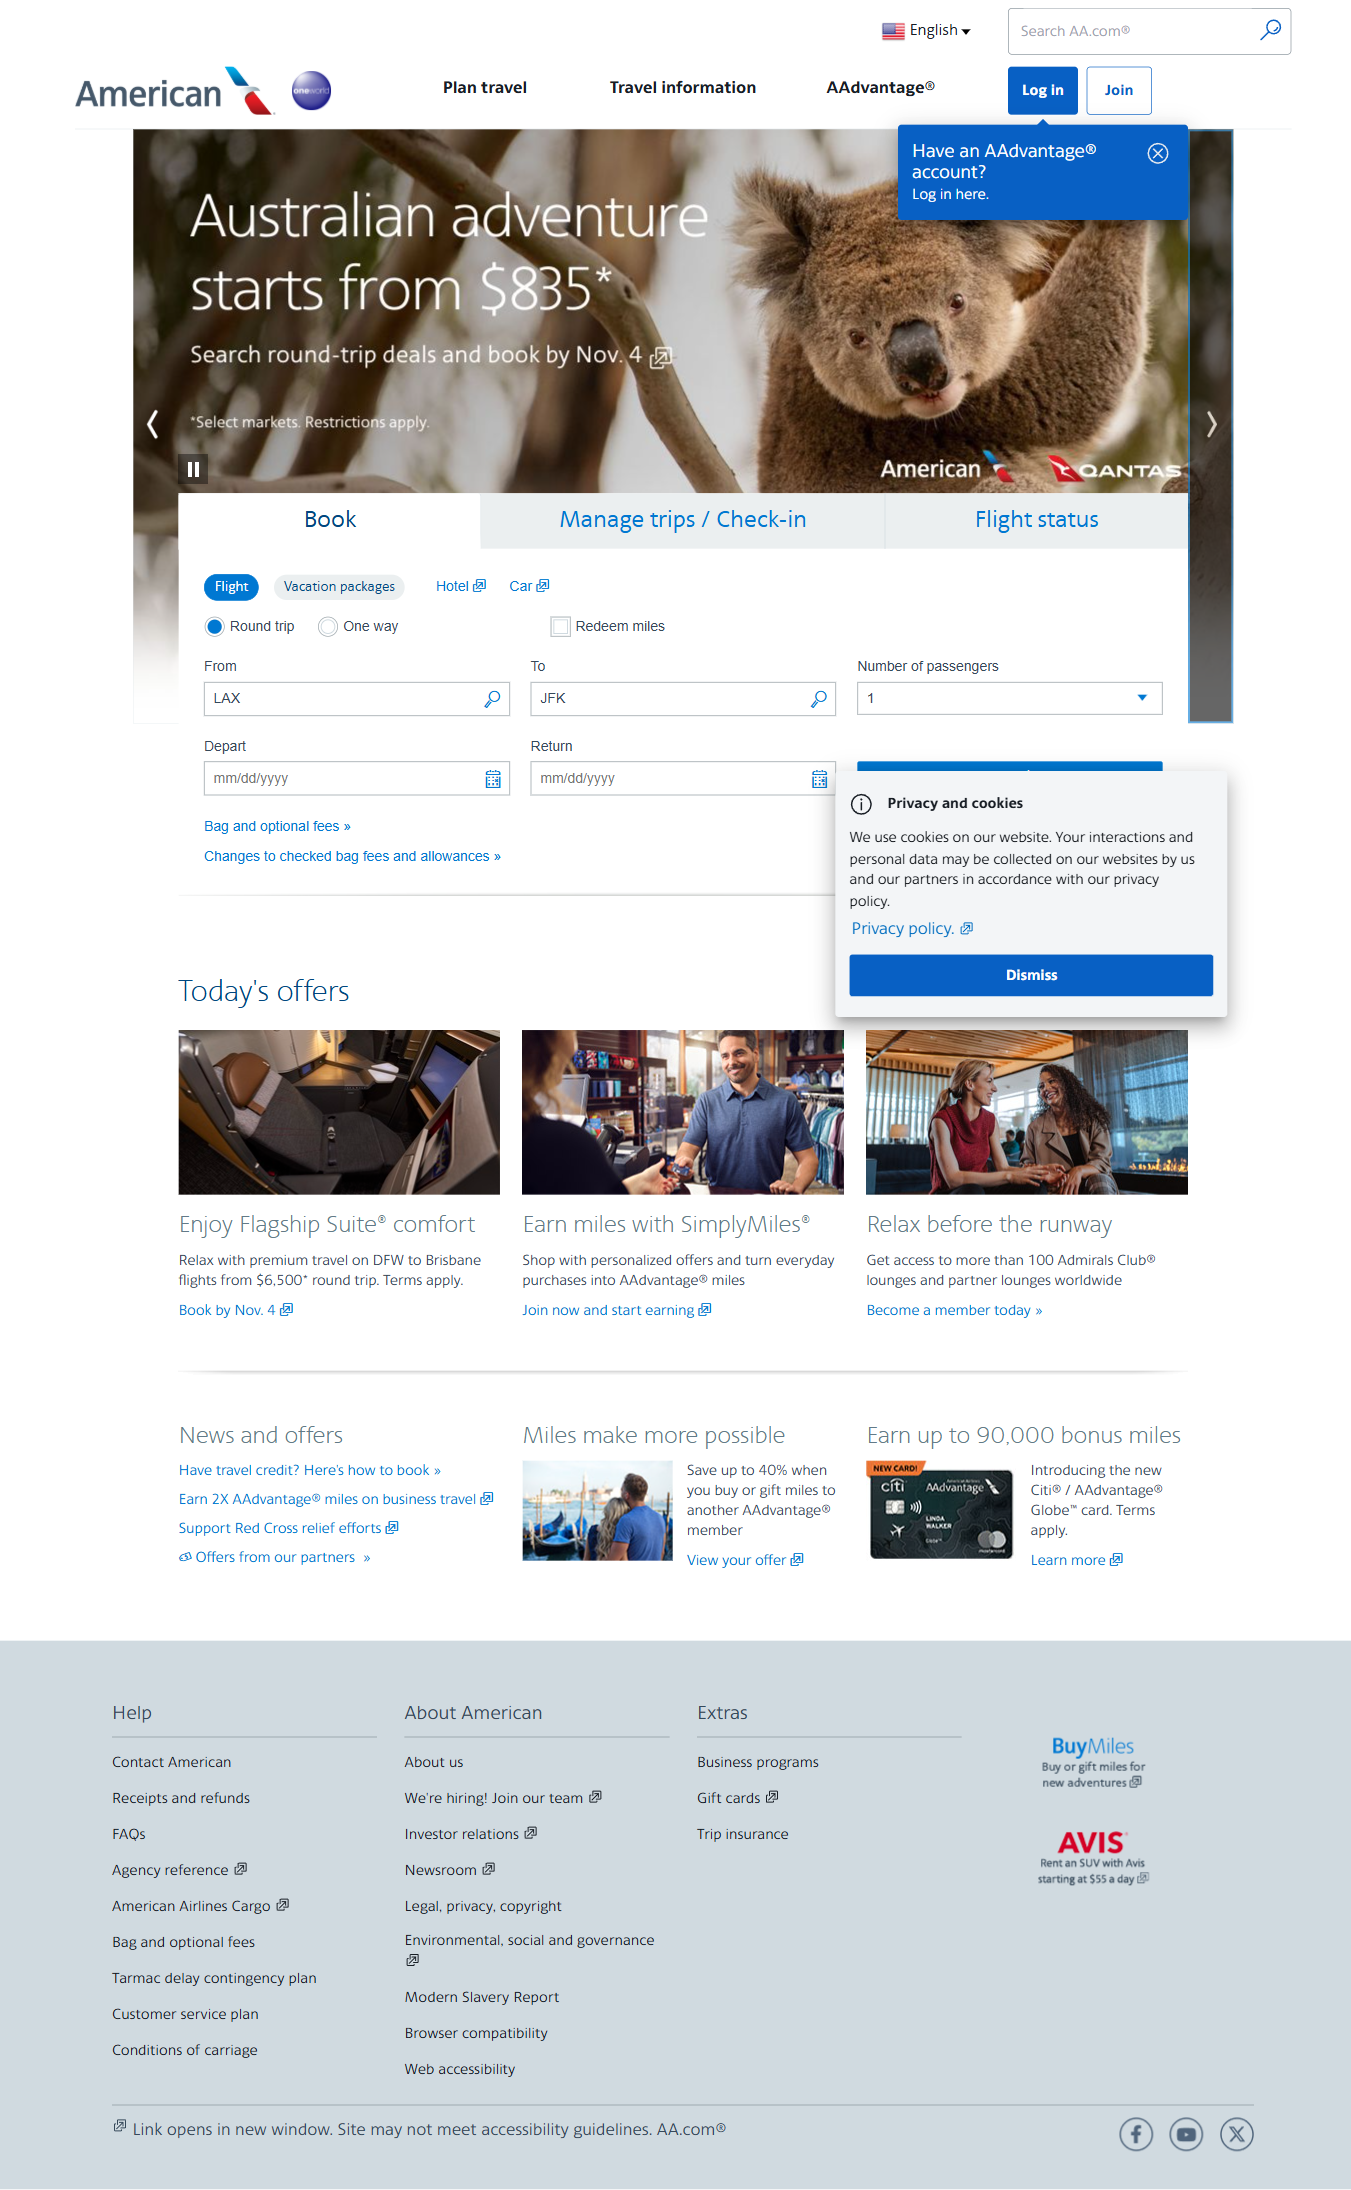 English
Search AA.com®
American
oneworld
Plan travel
Travel information
AAdvantage®
Log in
Join
Have an AAdvantage®
account?
Log in here.
Australian adventure
starts from $835*
Search round-trip deals and book by Nov. 4
*Select markets. Restrictions apply.
American
QANTAS
Book
Manage trips / Check-in
Flight status
Flight
Vacation packages
Hotel
Car
Round trip
One way
Redeem miles
From
To
Number of passengers
LAX
JFK
1
Depart
Return
mm/dd/yyyy
mm/dd/yyyy
Bag and optional fees »
Changes to checked bag fees and allowances »
Privacy and cookies
We use cookies on our website. Your interactions and
personal data may be collected on our websites by us
and our partners in accordance with our privacy
policy.
Privacy policy.
Dismiss
Today's offers
Enjoy Flagship Suite® comfort
Relax with premium travel on DFW to Brisbane
flights from $6,500* round trip. Terms apply.
Book by Nov. 4
Earn miles with SimplyMiles®
Shop with personalized offers and turn everyday
purchases into AAdvantage® miles
Join now and start earning
Relax before the runway
Get access to more than 100 Admirals Club®
lounges and partner lounges worldwide
Become a member today »
News and offers
Have travel credit? Here's how to book »
Earn 2X AAdvantage® miles on business travel
Support Red Cross relief efforts
Offers from our partners »
Miles make more possible
Save up to 40% when
you buy or gift miles to
another AAdvantage®
member
View your offer
Earn up to 90,000 bonus miles
NEW CARD!
citi
American Airlines
AAdvantage
LINDA
WALKER
Globe™
mastercard
Introducing the new
Citi® / AAdvantage®
Globe™ card. Terms
apply.
Learn more
Help
Contact American
Receipts and refunds
FAQs
Agency reference
American Airlines Cargo
Bag and optional fees
Tarmac delay contingency plan
Customer service plan
Conditions of carriage
About American
About us
We're hiring! Join our team
Investor relations
Newsroom
Legal, privacy, copyright
Environmental, social and governance
Modern Slavery Report
Browser compatibility
Web accessibility
Extras
Business programs
Gift cards
Trip insurance
BuyMiles
Buy or gift miles for
new adventures
AVIS
Rent an SUV with Avis
starting at $55 a day
Link opens in new window. Site may not meet accessibility guidelines. AA.com®